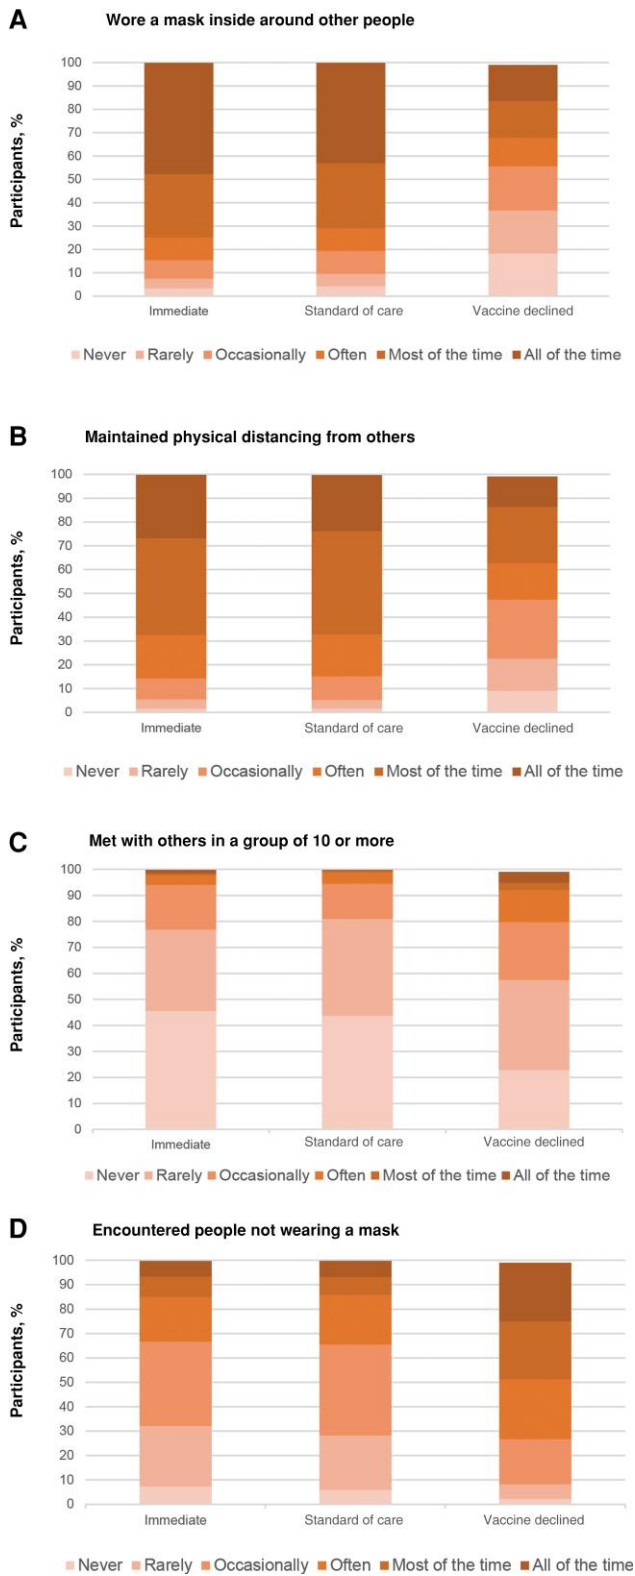 A
Wore a mask inside around other people
Participants, %
100
90
80
70
60
50
40
30
20
10
0
Immediate Standard of care Vaccine declined
Never Rarely Occasionally Often Most of the time All of the time
B
Maintained physical distancing from others
Participants, %
100
90
80
70
60
50
40
30
20
10
0
Immediate Standard of care Vaccine declined
Never Rarely Occasionally Often Most of the time All of the time
C
Met with others in a group of 10 or more
Participants, %
100
90
80
70
60
50
40
30
20
10
0
Immediate Standard of care Vaccine declined
Never Rarely Occasionally Often Most of the time All of the time
D
Encountered people not wearing a mask
Participants, %
100
90
80
70
60
50
40
30
20
10
0
Immediate Standard of care Vaccine declined
Never Rarely Occasionally Often Most of the time All of the time